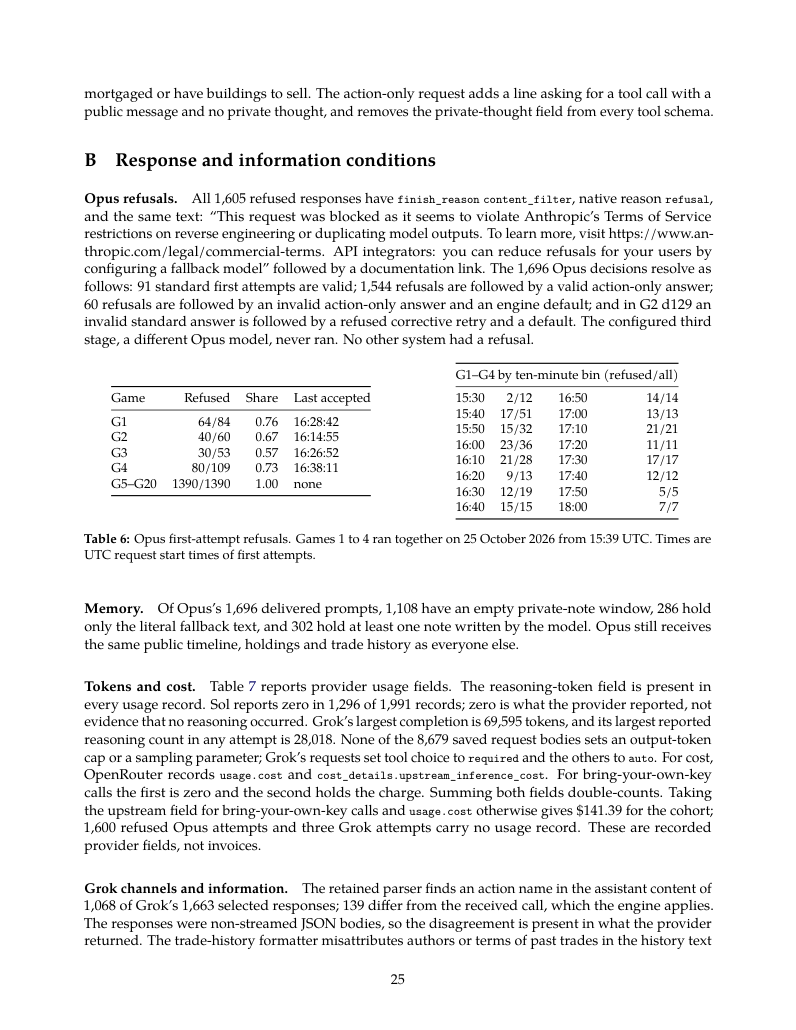 mortgaged or have buildings to sell. The action-only request adds a line asking for a tool call with a
public message and no private thought, and removes the private-thought field from every tool schema.
B Response and information conditions
Opus refusals. All 1,605 refused responses have finish_reason content_filter, native reason refusal,
and the same text: “This request was blocked as it seems to violate Anthropic’s Terms of Service
restrictions on reverse engineering or duplicating model outputs. To learn more, visit https://www.an-
thropic.com/legal/commercial-terms. API integrators: you can reduce refusals for your users by
configuring a fallback model” followed by a documentation link. The 1,696 Opus decisions resolve as
follows: 91 standard first attempts are valid; 1,544 refusals are followed by a valid action-only answer;
60 refusals are followed by an invalid action-only answer and an engine default; and in G2 d129 an
invalid standard answer is followed by a refused corrective retry and a default. The configured third
stage, a different Opus model, never ran. No other system had a refusal.
Game Refused Share Last accepted
G1 64/84 0.76 16:28:42
G2 40/60 0.67 16:14:55
G3 30/53 0.57 16:26:52
G4 80/109 0.73 16:38:11
G5–G20 1390/1390 1.00 none
G1–G4 by ten-minute bin (refused/all)
15:30 2/12 16:50 14/14
15:40 17/51 17:00 13/13
15:50 15/32 17:10 21/21
16:00 23/36 17:20 11/11
16:10 21/28 17:30 17/17
16:20 9/13 17:40 12/12
16:30 12/19 17:50 5/5
16:40 15/15 18:00 7/7
Table 6: Opus first-attempt refusals. Games 1 to 4 ran together on 25 October 2026 from 15:39 UTC. Times are
UTC request start times of first attempts.
Memory. Of Opus’s 1,696 delivered prompts, 1,108 have an empty private-note window, 286 hold
only the literal fallback text, and 302 hold at least one note written by the model. Opus still receives
the same public timeline, holdings and trade history as everyone else.
Tokens and cost. Table 7 reports provider usage fields. The reasoning-token field is present in
every usage record. Sol reports zero in 1,296 of 1,991 records; zero is what the provider reported, not
evidence that no reasoning occurred. Grok’s largest completion is 69,595 tokens, and its largest reported
reasoning count in any attempt is 28,018. None of the 8,679 saved request bodies sets an output-token
cap or a sampling parameter; Grok’s requests set tool choice to required and the others to auto. For cost,
OpenRouter records usage.cost and cost_details.upstream_inference_cost. For bring-your-own-key
calls the first is zero and the second holds the charge. Summing both fields double-counts. Taking
the upstream field for bring-your-own-key calls and usage.cost otherwise gives $141.39 for the cohort;
1,600 refused Opus attempts and three Grok attempts carry no usage record. These are recorded
provider fields, not invoices.
Grok channels and information. The retained parser finds an action name in the assistant content of
1,068 of Grok’s 1,663 selected responses; 139 differ from the received call, which the engine applies.
The responses were non-streamed JSON bodies, so the disagreement is present in what the provider
returned. The trade-history formatter misattributes authors or terms of past trades in the history text
25